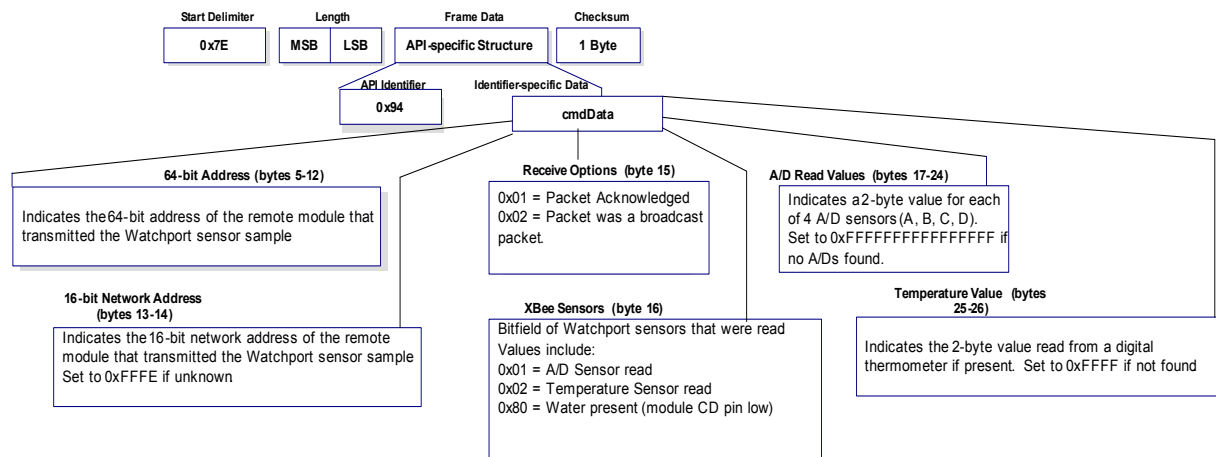 Start Delimiter Length Frame Data Checksum
0x7E MSB LSB API-specific Structure 1 Byte
API Identifier Identifier-specific Data
0x94
cmdData
64-bit Address (bytes 5-12)
Indicates the 64-bit address of the remote module that
transmitted the Watchport sensor sample
Receive Options (byte 15)
0x01 = Packet Acknowledged
0x02 = Packet was a broadcast
packet.
A/D Read Values (bytes 17-24)
Indicates a 2-byte value for each
of 4 A/D sensors (A, B, C, D).
Set to 0xFFFFFFFFFFFFFFFF if
no A/Ds found.
16-bit Network Address
(bytes 13-14)
Indicates the 16-bit network address of the remote
module that transmitted the Watchport sensor sample
Set to 0xFFFE if unknown.
XBee Sensors (byte 16)
Bitfield of Watchport sensors that were read
Values include:
0x01 = A/D Sensor read
0x02 = Temperature Sensor read
0x80 = Water present (module CD pin low)
Temperature Value (bytes
25-26)
Indicates the 2-byte value read from a digital
thermometer if present. Set to 0xFFFF if not found